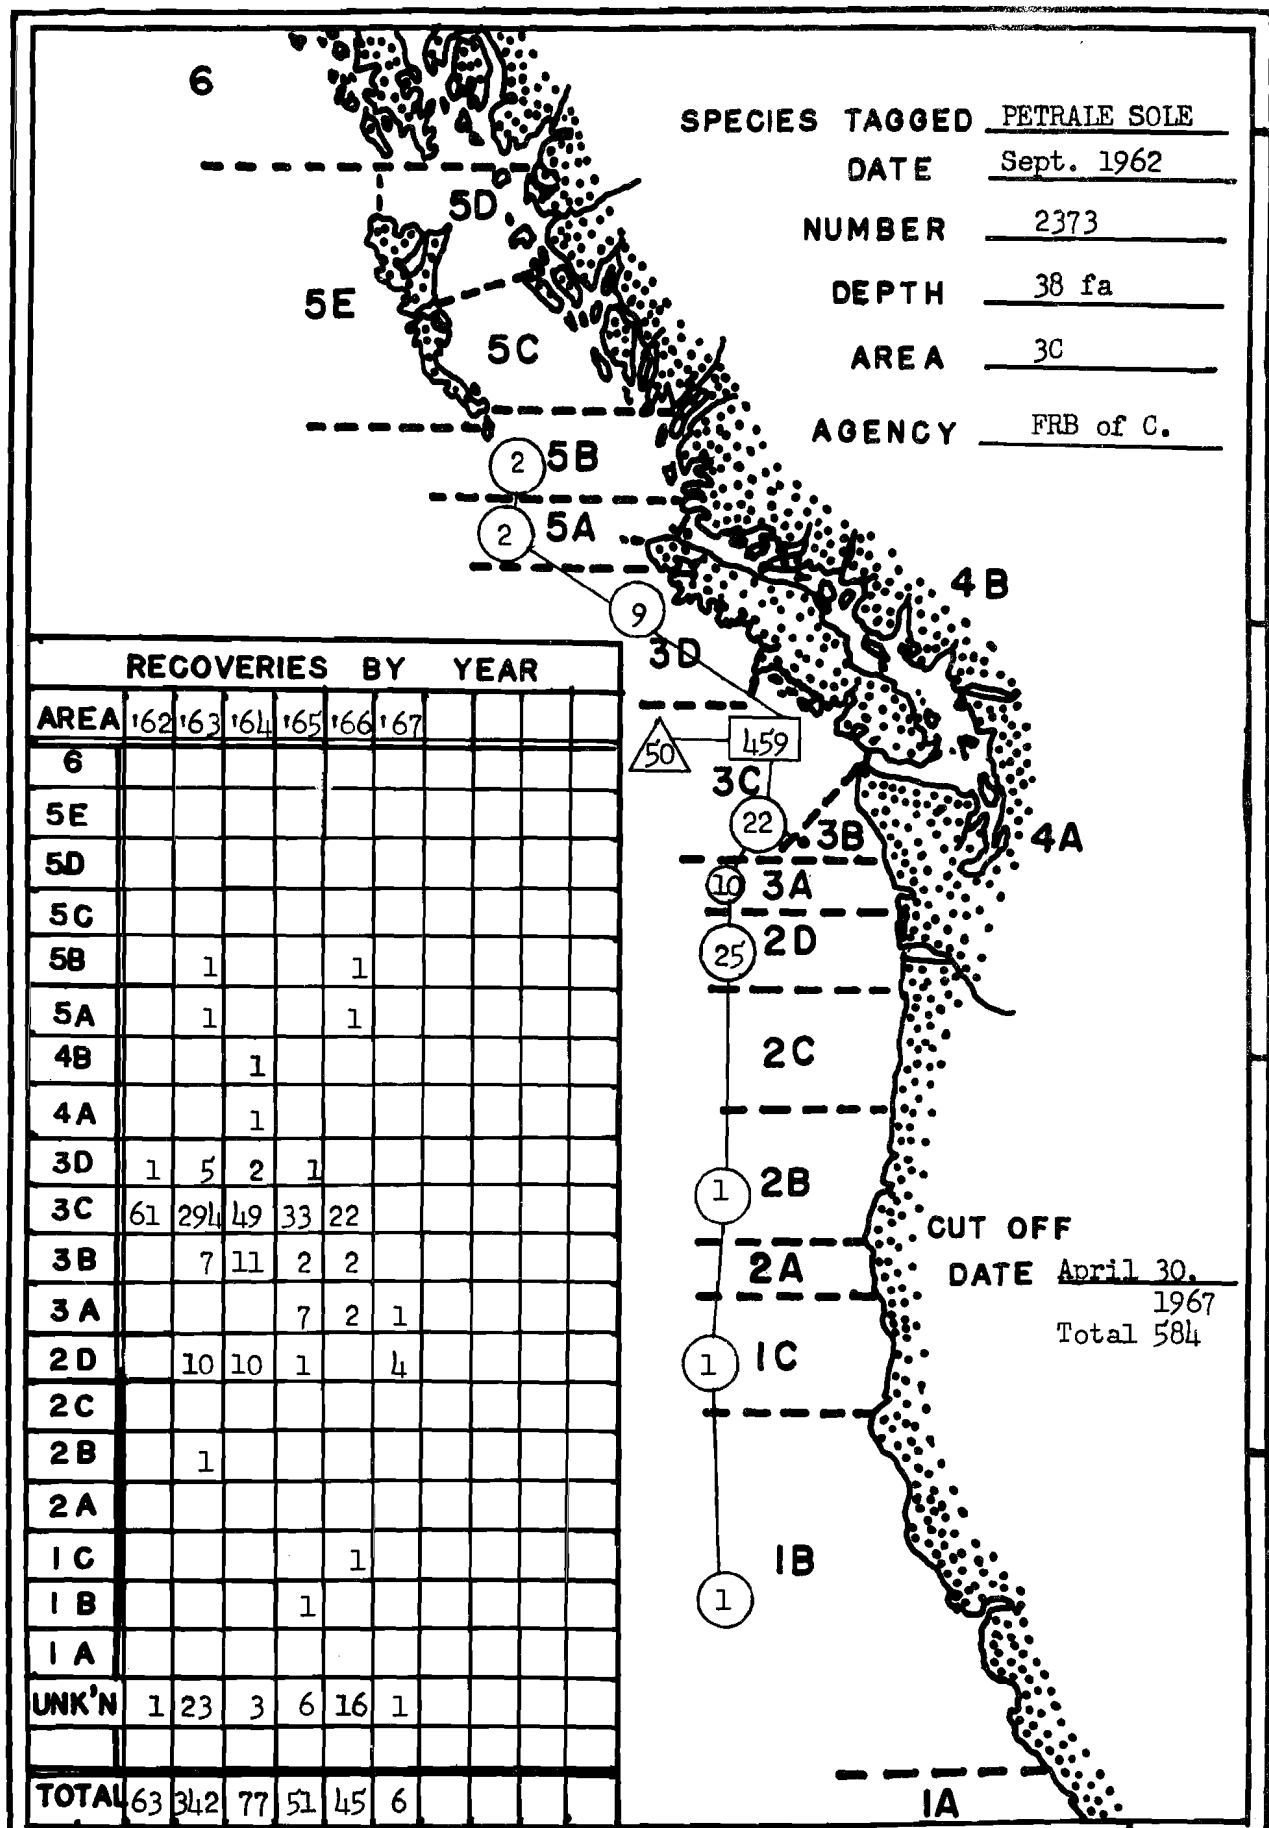 6
SPECIES TAGGED PETRALE SOLE
DATE Sept. 1962
5D
NUMBER 2373
5E
DEPTH 38 fa
5C
AREA 3C
AGENCY FRB of C.
2 5B
2 5A
4B
9
3D
50 459
3C
22 3B 4A
10 3A
25 2D
2C
1 2B
2A
1 1C
1B
1
1A
CUT OFF
DATE April 30.
1967
Total 584
RECOVERIES BY YEAR
AREA '62 '63 '64 '65 '66 '67
6
5E
5D
5C
5B 1 1
5A 1 1
4B 1
4A 1
3D 1 5 2 1
3C 61 294 49 33 22
3B 7 11 2 2
3A 7 2 1
2D 10 10 1 4
2C
2B 1
2A
1C 1
1B 1
1A
UNK'N 1 23 3 6 16 1
TOTAL 63 342 77 51 45 6